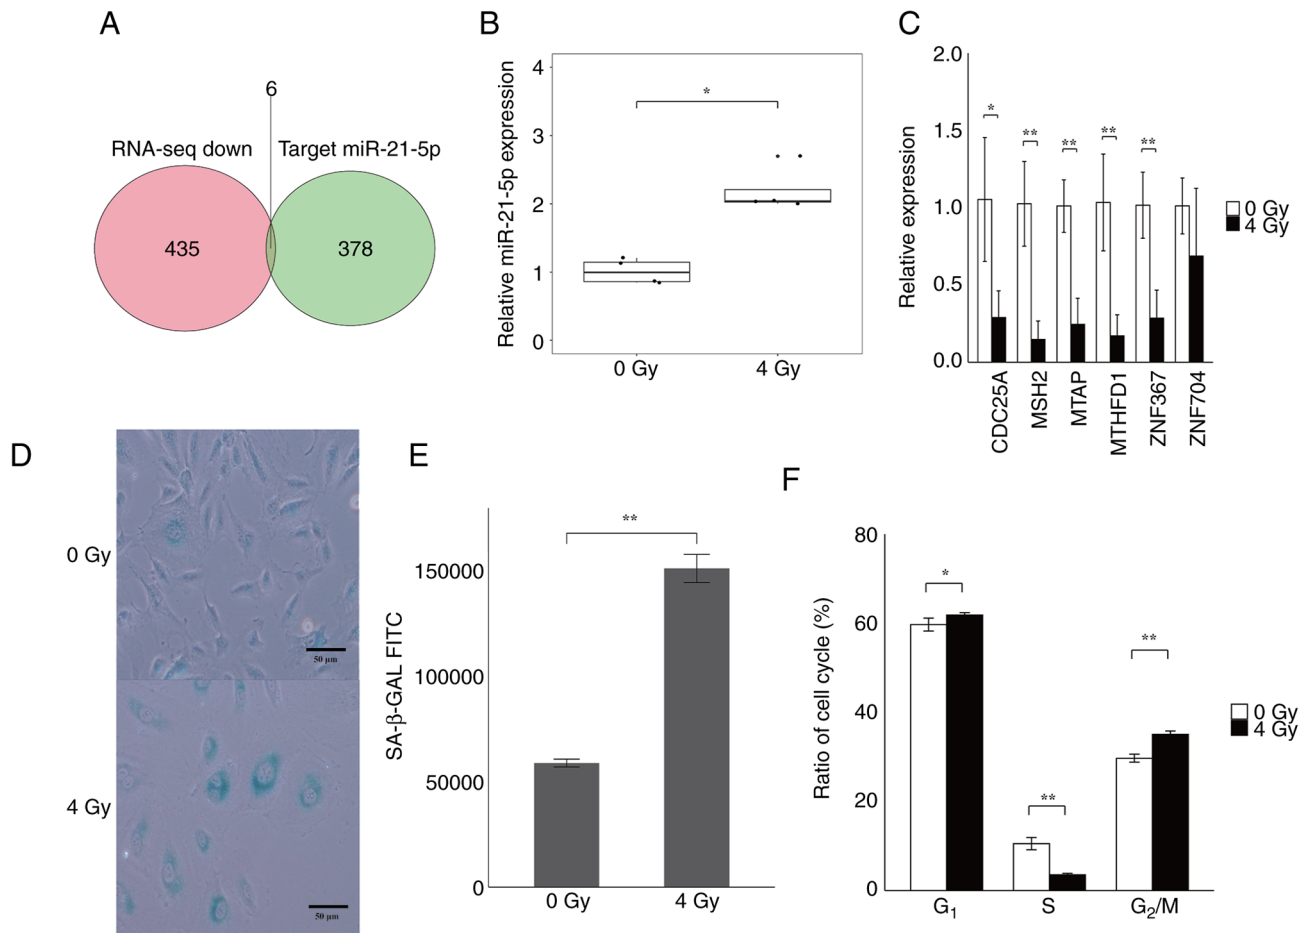 A
6
RNA-seq down
Target miR-21-5p
435
378
B
Relative miR-21-5p expression
4
3
2
1
0
*
0 Gy
4 Gy
C
Relative expression
2.0
1.5
1.0
0.5
0.0
*
**
**
**
**
CDC25A
MSH2
MTAP
MTHFD1
ZNF367
ZNF704
0 Gy
4 Gy
D
0 Gy
50 μm
4 Gy
50 μm
E
SA-β-GAL FITC
150000
100000
50000
0
**
0 Gy
4 Gy
F
Ratio of cell cycle (%)
80
60
40
20
0
*
**
**
G₁
S
G₂/M
0 Gy
4 Gy